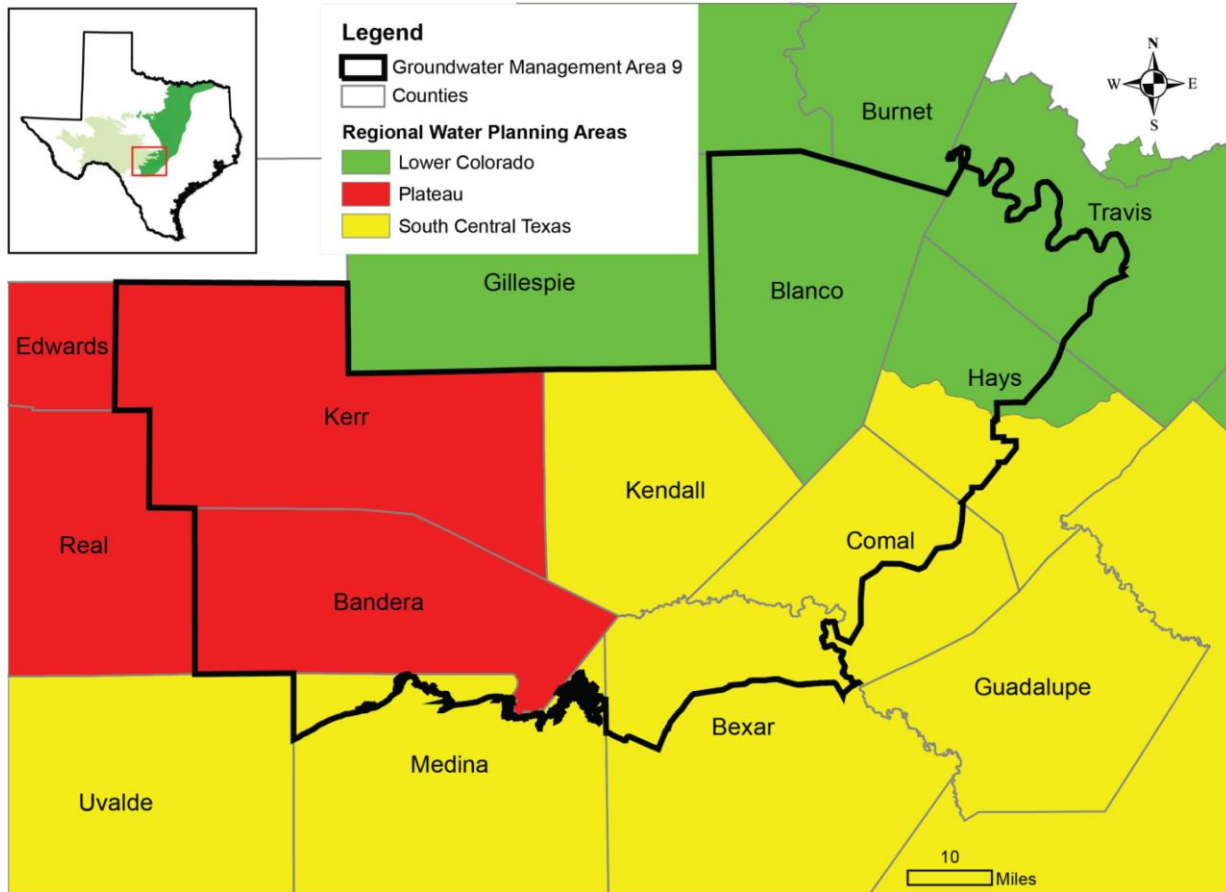 Legend
Groundwater Management Area 9
Counties
Regional Water Planning Areas
Lower Colorado
Plateau
South Central Texas
N
W E
S
Burnet
Travis
Gillespie
Blanco
Edwards
Hays
Kerr
Kendall
Real
Comal
Bandera
Guadalupe
Bexar
Medina
Uvalde
10
Miles